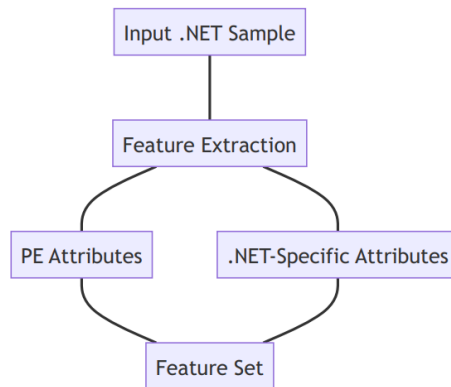 Input .NET Sample
Feature Extraction
PE Attributes
.NET-Specific Attributes
Feature Set